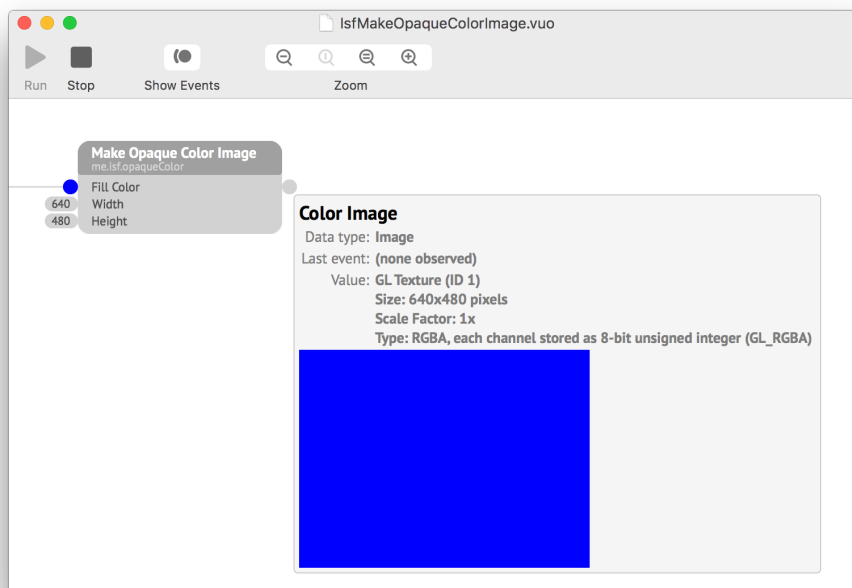 IsfMakeOpaqueColorImage.vuo
Run Stop Show Events Zoom
Make Opaque Color Image
me.isf.opaqueColor
Fill Color
640 Width
480 Height
Color Image
Data type: Image
Last event: (none observed)
Value: GL Texture (ID 1)
Size: 640x480 pixels
Scale Factor: 1x
Type: RGBA, each channel stored as 8-bit unsigned integer (GL_RGBA)